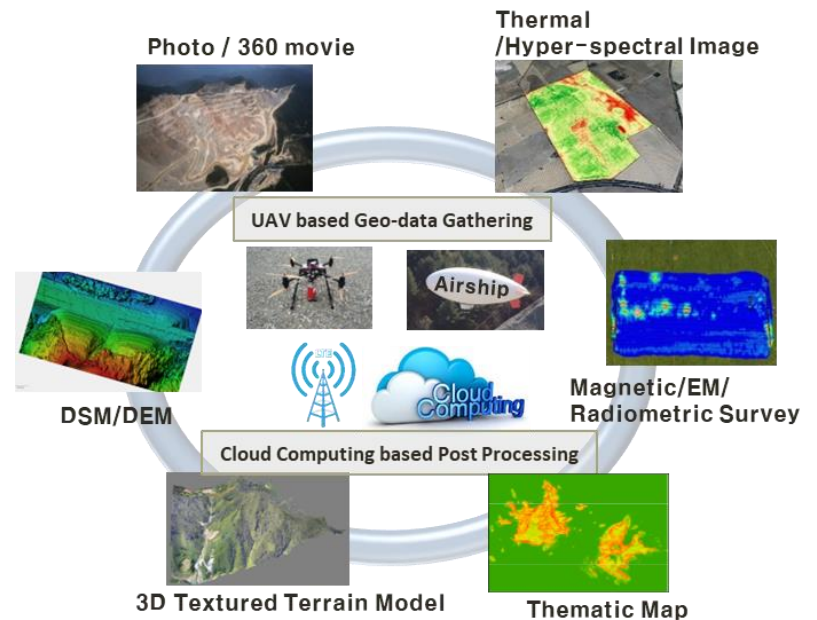 Photo / 360 movie
Thermal
/Hyper-spectral Image
UAV based Geo-data Gathering
Airship
LTE
Cloud
Computing
DSM/DEM
Magnetic/EM/
Radiometric Survey
Cloud Computing based Post Processing
3D Textured Terrain Model
Thematic Map